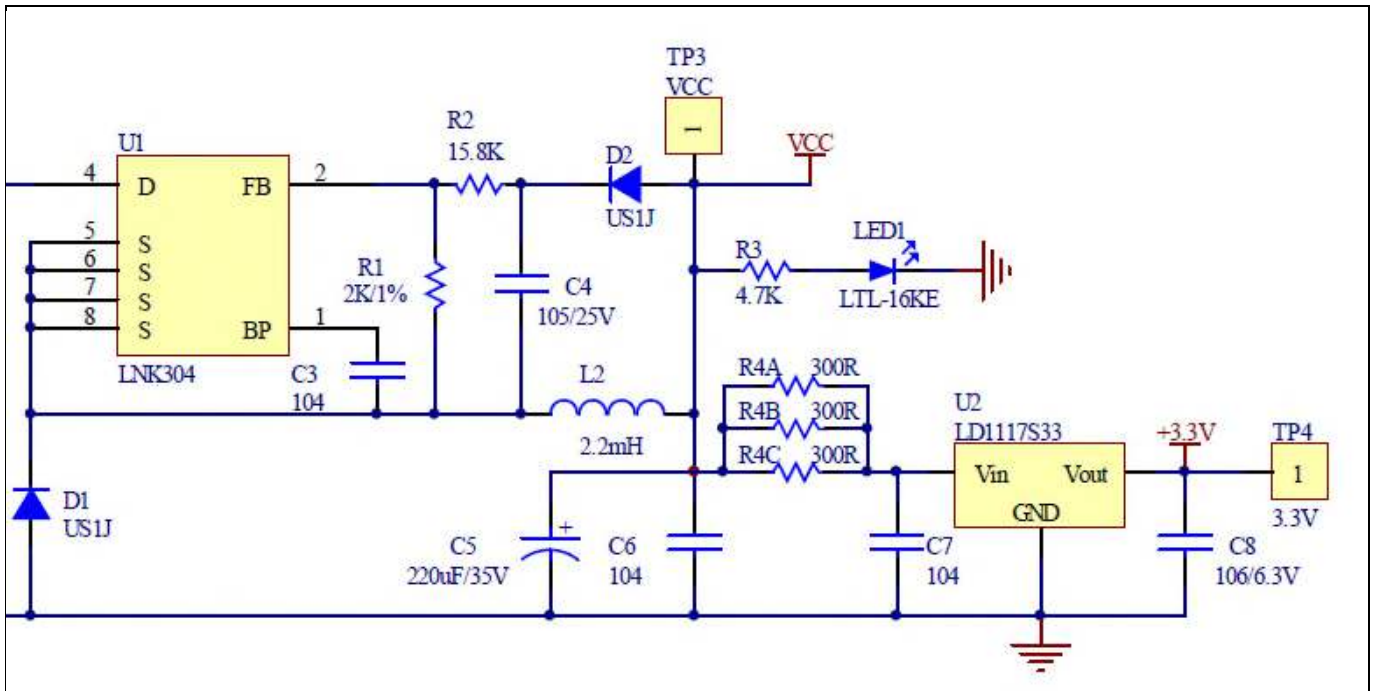 TP3
VCC
1
VCC
U1
4
D
FB
2
5
S
6
S
7
S
8
S
BP
1
LNK304
R2
15.8K
D2
US1J
R1
2K/1%
C4
105/25V
C3
104
L2
2.2mH
R3
4.7K
LED1
LTL-16KE
R4A
300R
R4B
300R
R4C
300R
U2
LD1117S33
Vin
Vout
GND
+3.3V
TP4
1
3.3V
D1
US1J
C5
+
220uF/35V
C6
104
C7
104
C8
106/6.3V